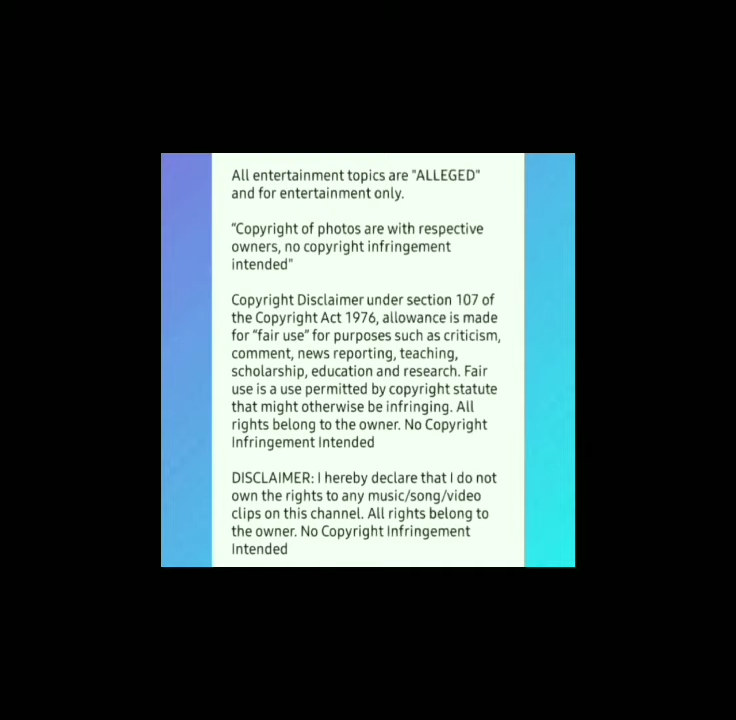 All entertainment topics are "ALLEGED"
and for entertainment only.
“Copyright of photos are with respective
owners, no copyright infringement
intended"
Copyright Disclaimer under section 107 of
the Copyright Act 1976, allowance is made
for “fair use” for purposes such as criticism,
comment, news reporting, teaching,
scholarship, education and research. Fair
use is a use permitted by copyright statute
that might otherwise be infringing. All
rights belong to the owner. No Copyright
Infringement Intended
DISCLAIMER: I hereby declare that I do not
own the rights to any music/song/video
clips on this channel. All rights belong to
the owner. No Copyright Infringement
Intended